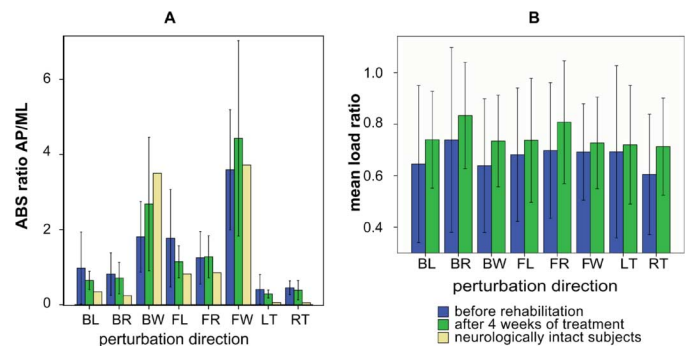 A
ABS ratio AP/ML
6
4
2
0
BL BR BW FL FR FW LT RT
perturbation direction
B
mean load ratio
1.0
0.8
0.6
0.4
BL BR BW FL FR FW LT RT
perturbation direction
before rehabilitation
after 4 weeks of treatment
neurologically intact subjects